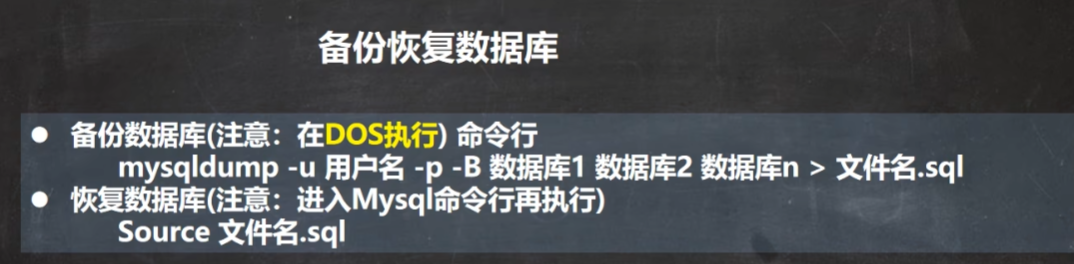 备份恢复数据库
● 备份数据库(注意：在DOS执行) 命令行
mysqldump -u 用户名 -p -B 数据库1 数据库2 数据库n > 文件名.sql
● 恢复数据库(注意：进入Mysql命令行再执行)
Source 文件名.sql